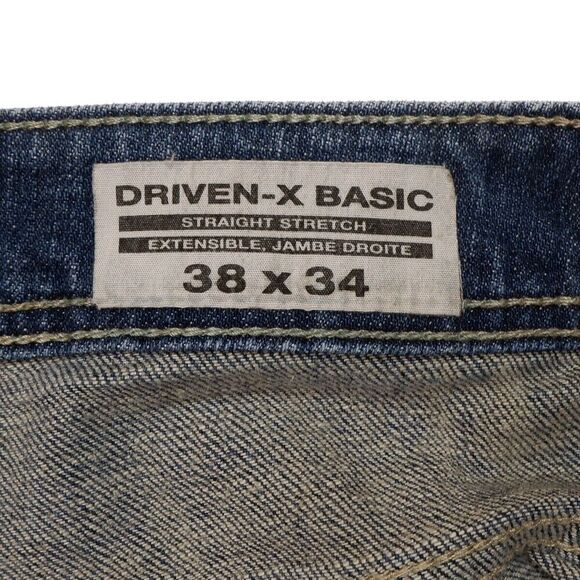 DRIVEN-X BASIC
STRAIGHT STRETCH
EXTENSIBLE, JAMBE DROITE
38 x 34